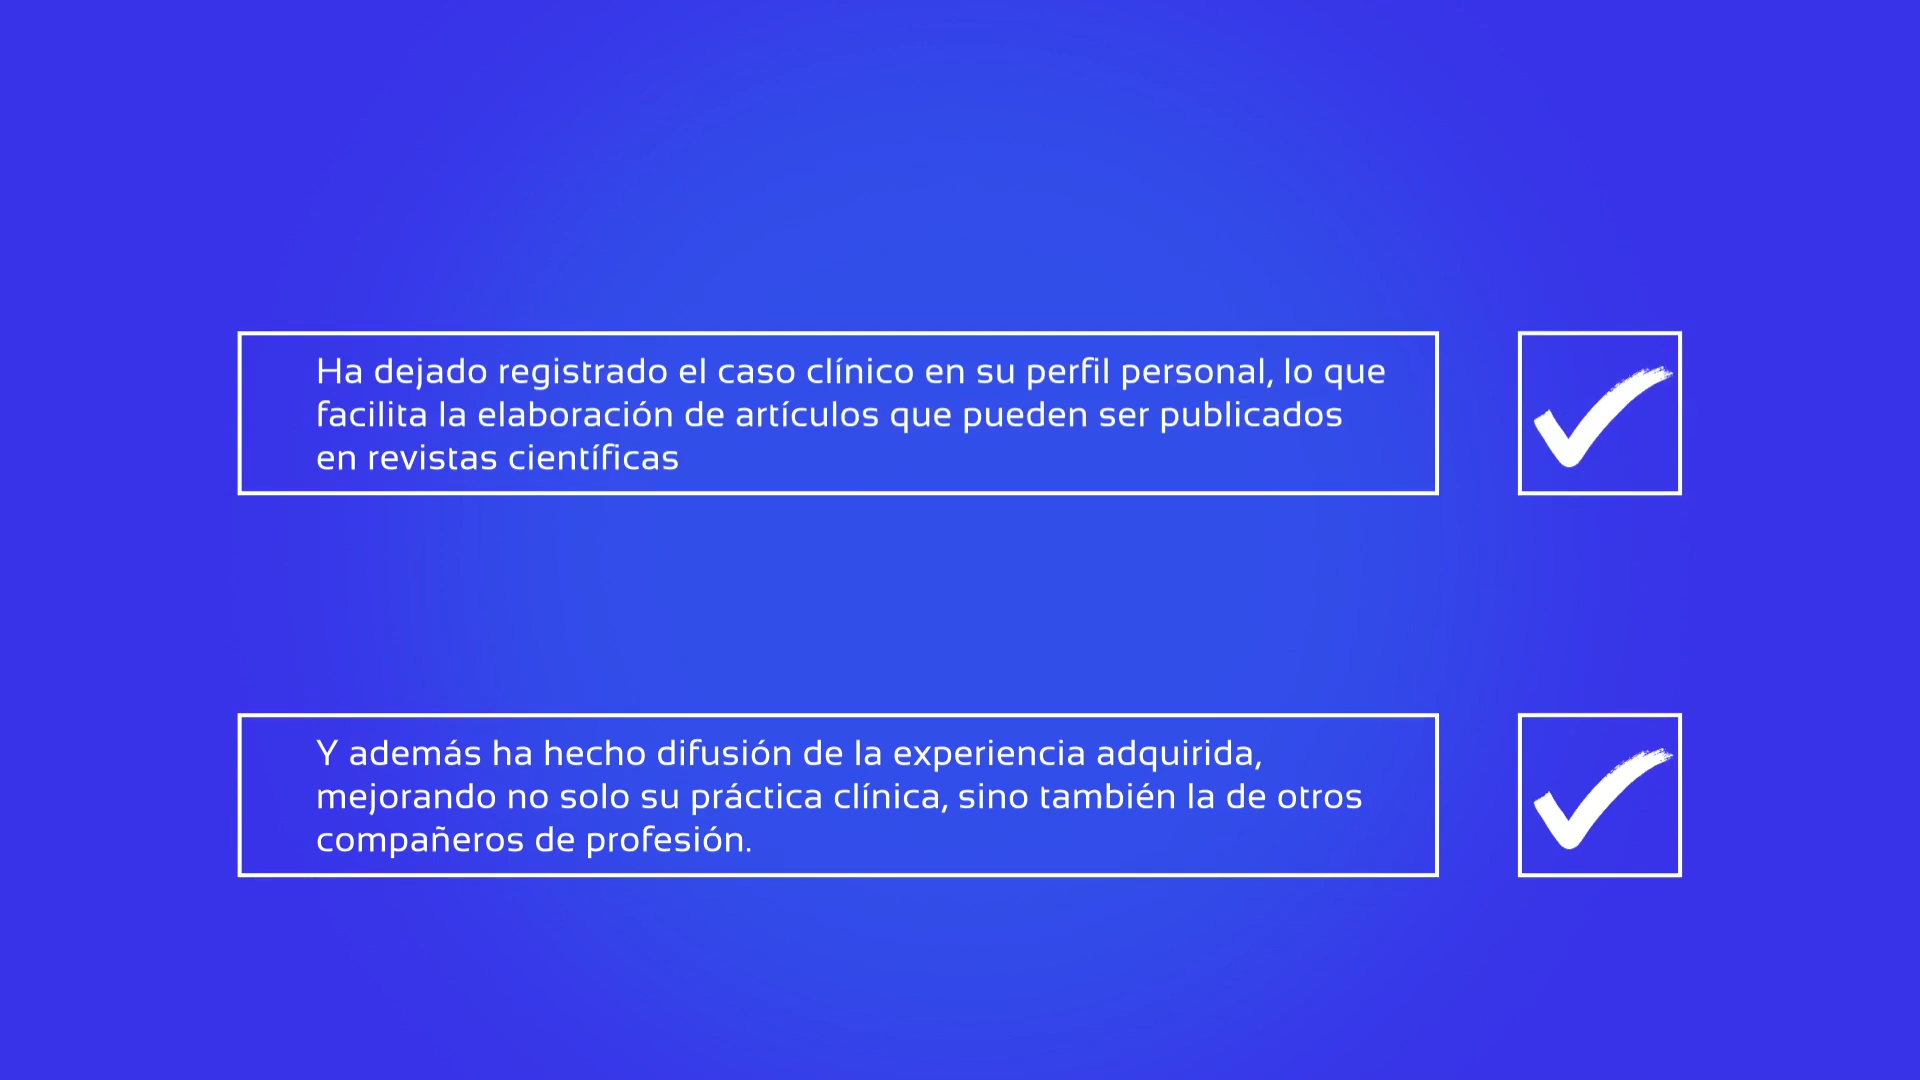 Ha dejado registrado el caso clínico en su perfil personal, lo que
facilita la elaboración de artículos que pueden ser publicados
en revistas científicas
Y además ha hecho difusión de la experiencia adquirida,
mejorando no solo su práctica clínica, sino también la de otros
compañeros de profesión.